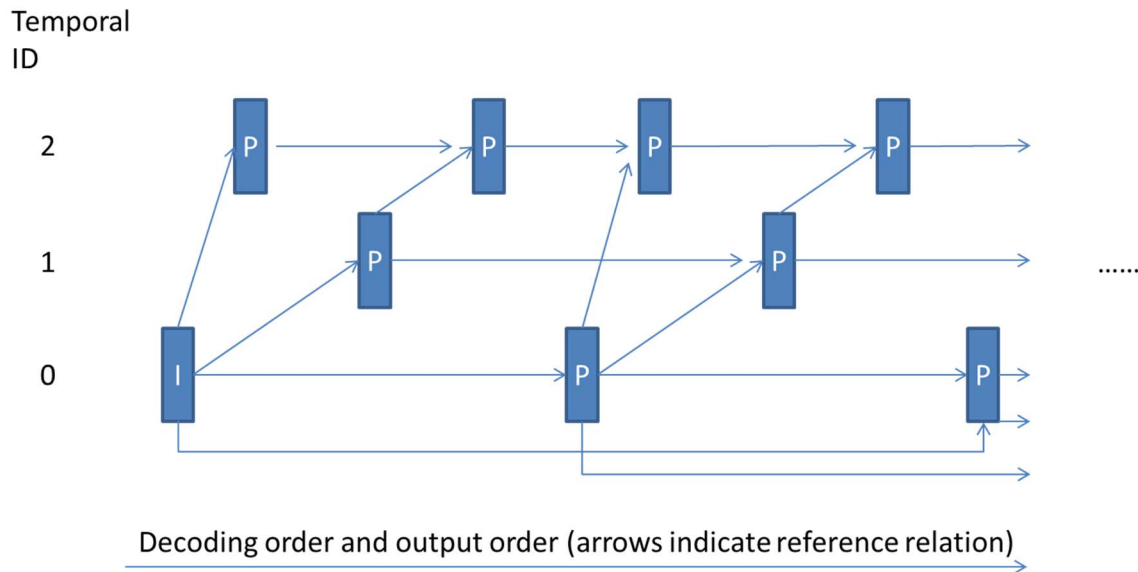 Temporal
ID
2
P
P
P
P
1
P
P
......
0
I
P
P
Decoding order and output order (arrows indicate reference relation)